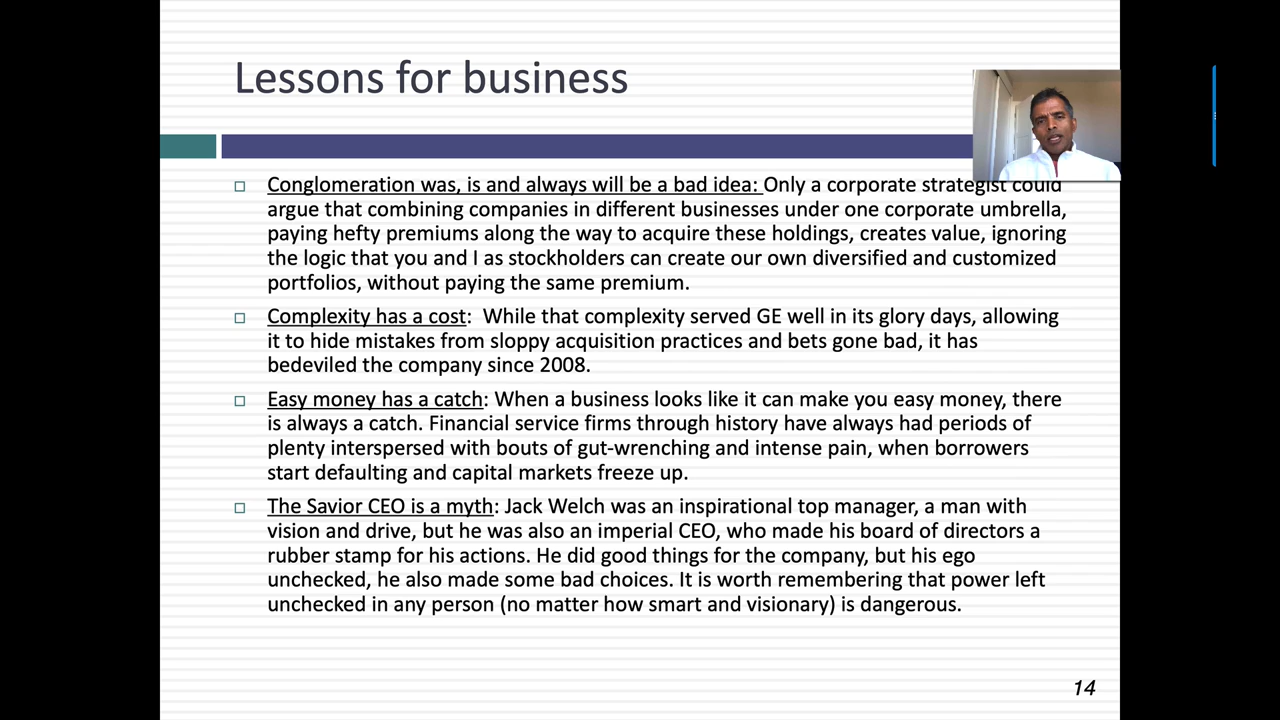 Lessons for business
Conglomeration was, is and always will be a bad idea: Only a corporate strategist could
argue that combining companies in different businesses under one corporate umbrella,
paying hefty premiums along the way to acquire these holdings, creates value, ignoring
the logic that you and I as stockholders can create our own diversified and customized
portfolios, without paying the same premium.
Complexity has a cost: While that complexity served GE well in its glory days, allowing
it to hide mistakes from sloppy acquisition practices and bets gone bad, it has
bedeviled the company since 2008.
Easy money has a catch: When a business looks like it can make you easy money, there
is always a catch. Financial service firms through history have always had periods of
plenty interspersed with bouts of gut-wrenching and intense pain, when borrowers
start defaulting and capital markets freeze up.
The Savior CEO is a myth: Jack Welch was an inspirational top manager, a man with
vision and drive, but he was also an imperial CEO, who made his board of directors a
rubber stamp for his actions. He did good things for the company, but his ego
unchecked, he also made some bad choices. It is worth remembering that power left
unchecked in any person (no matter how smart and visionary) is dangerous.
14